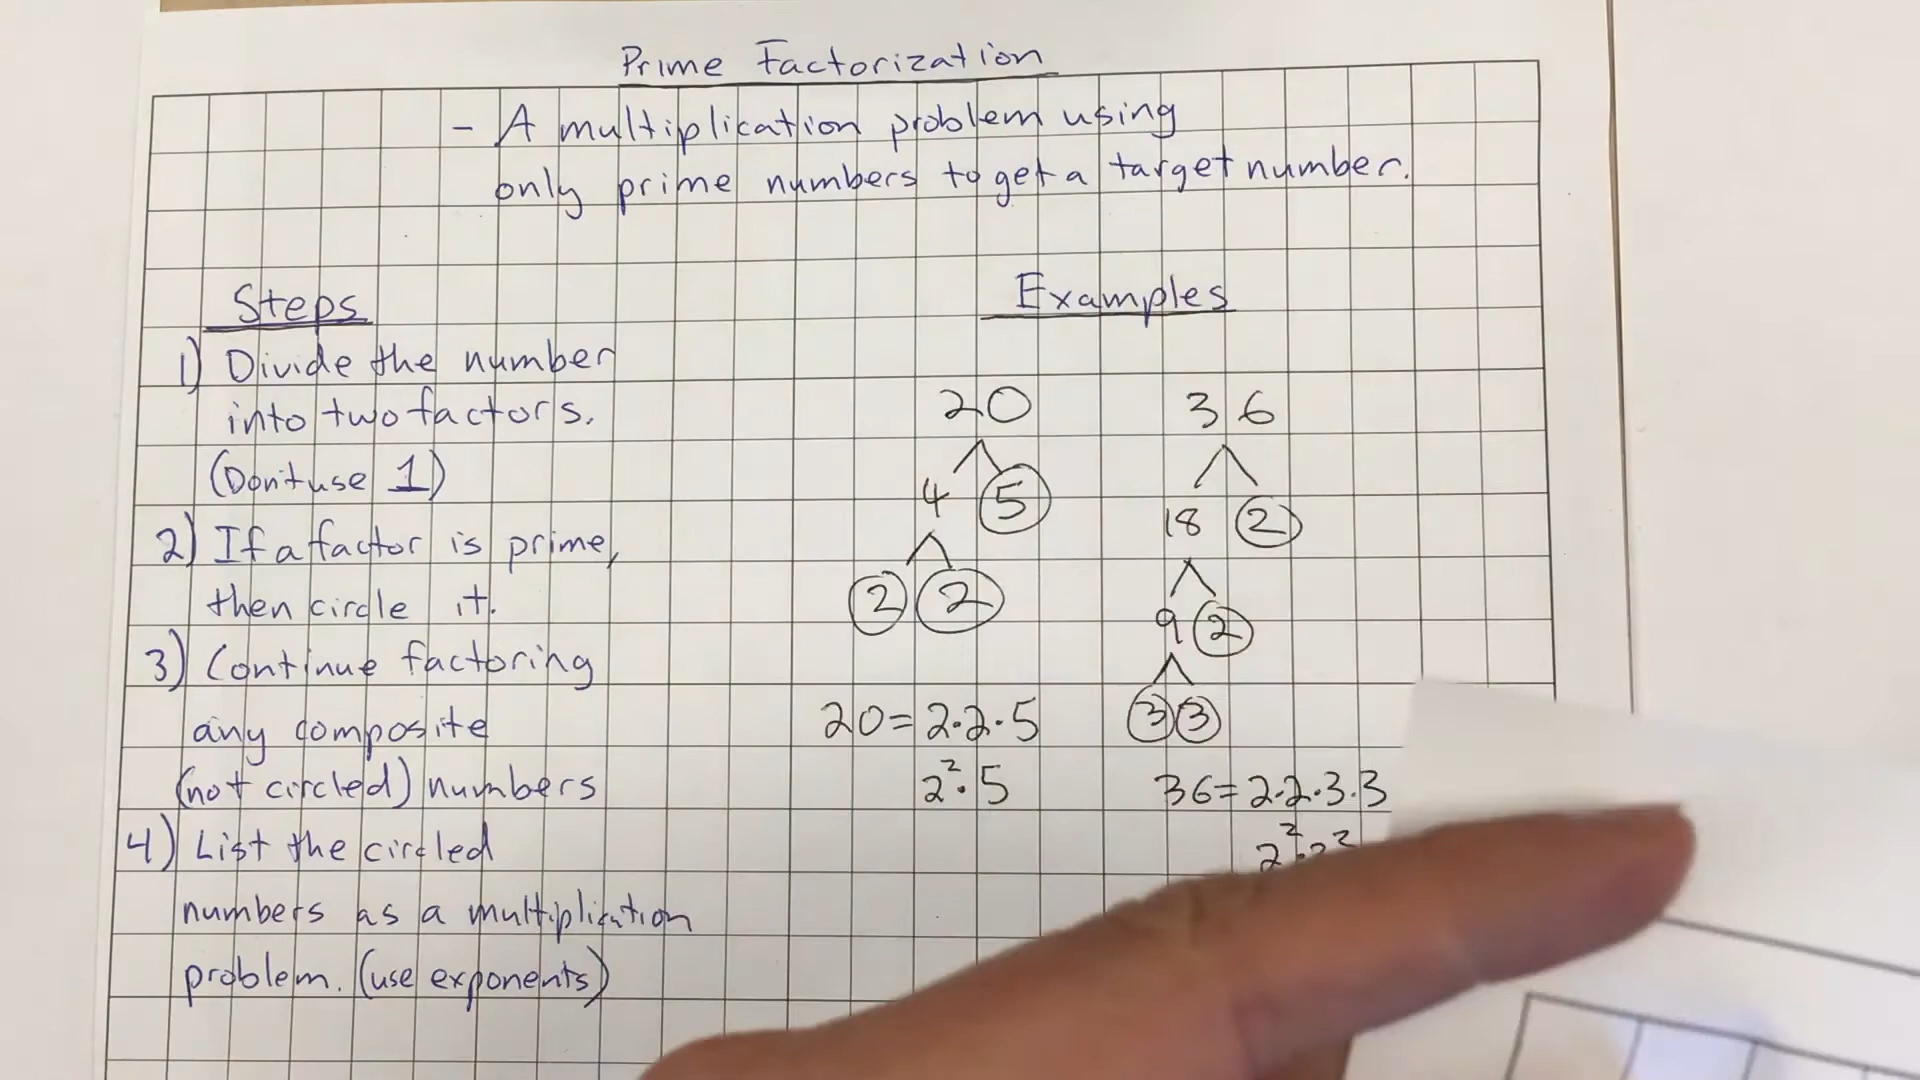 Prime Factorization
- A multiplication problem using
only prime numbers to get a target number.
Steps
1) Divide the number
into two factors.
(Don't use 1)
2) If a factor is prime,
then circle it.
3) Continue factoring
any composite
(not circled) numbers
4) List the circled
numbers as a multiplication
problem. (use exponents)
Examples
20
4 5
2 2
20=2·2·5
2²·5
36
18 2
9 2
3 3
36=2·2·3·3
2²·